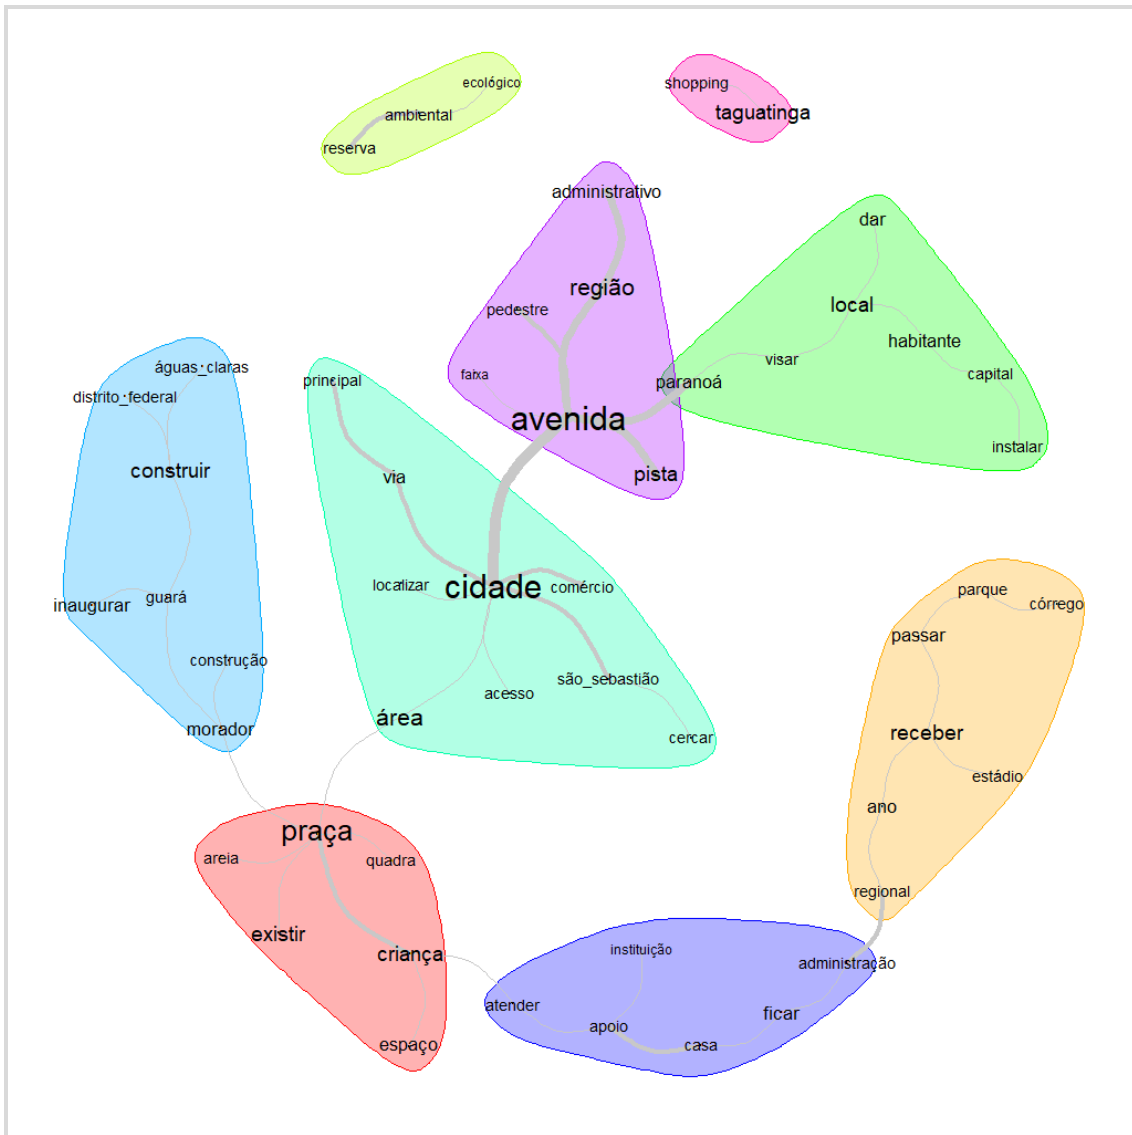 ecológico
ambiental
reserva
shopping
taguatinga
administrativo
região
pedestre
faixa
avenida
pista
dar
local
habitante
visar
capital
paranoá
instalar
águas_claras
distrito_federal
construir
inaugurar
guará
construção
morador
principal
via
localizar
cidade
comércio
são_sebastião
acesso
área
cercar
parque
córrego
passar
receber
estádio
ano
regional
praça
areia
quadra
existir
criança
espaço
instituição
administração
atender
apoio
ficar
casa